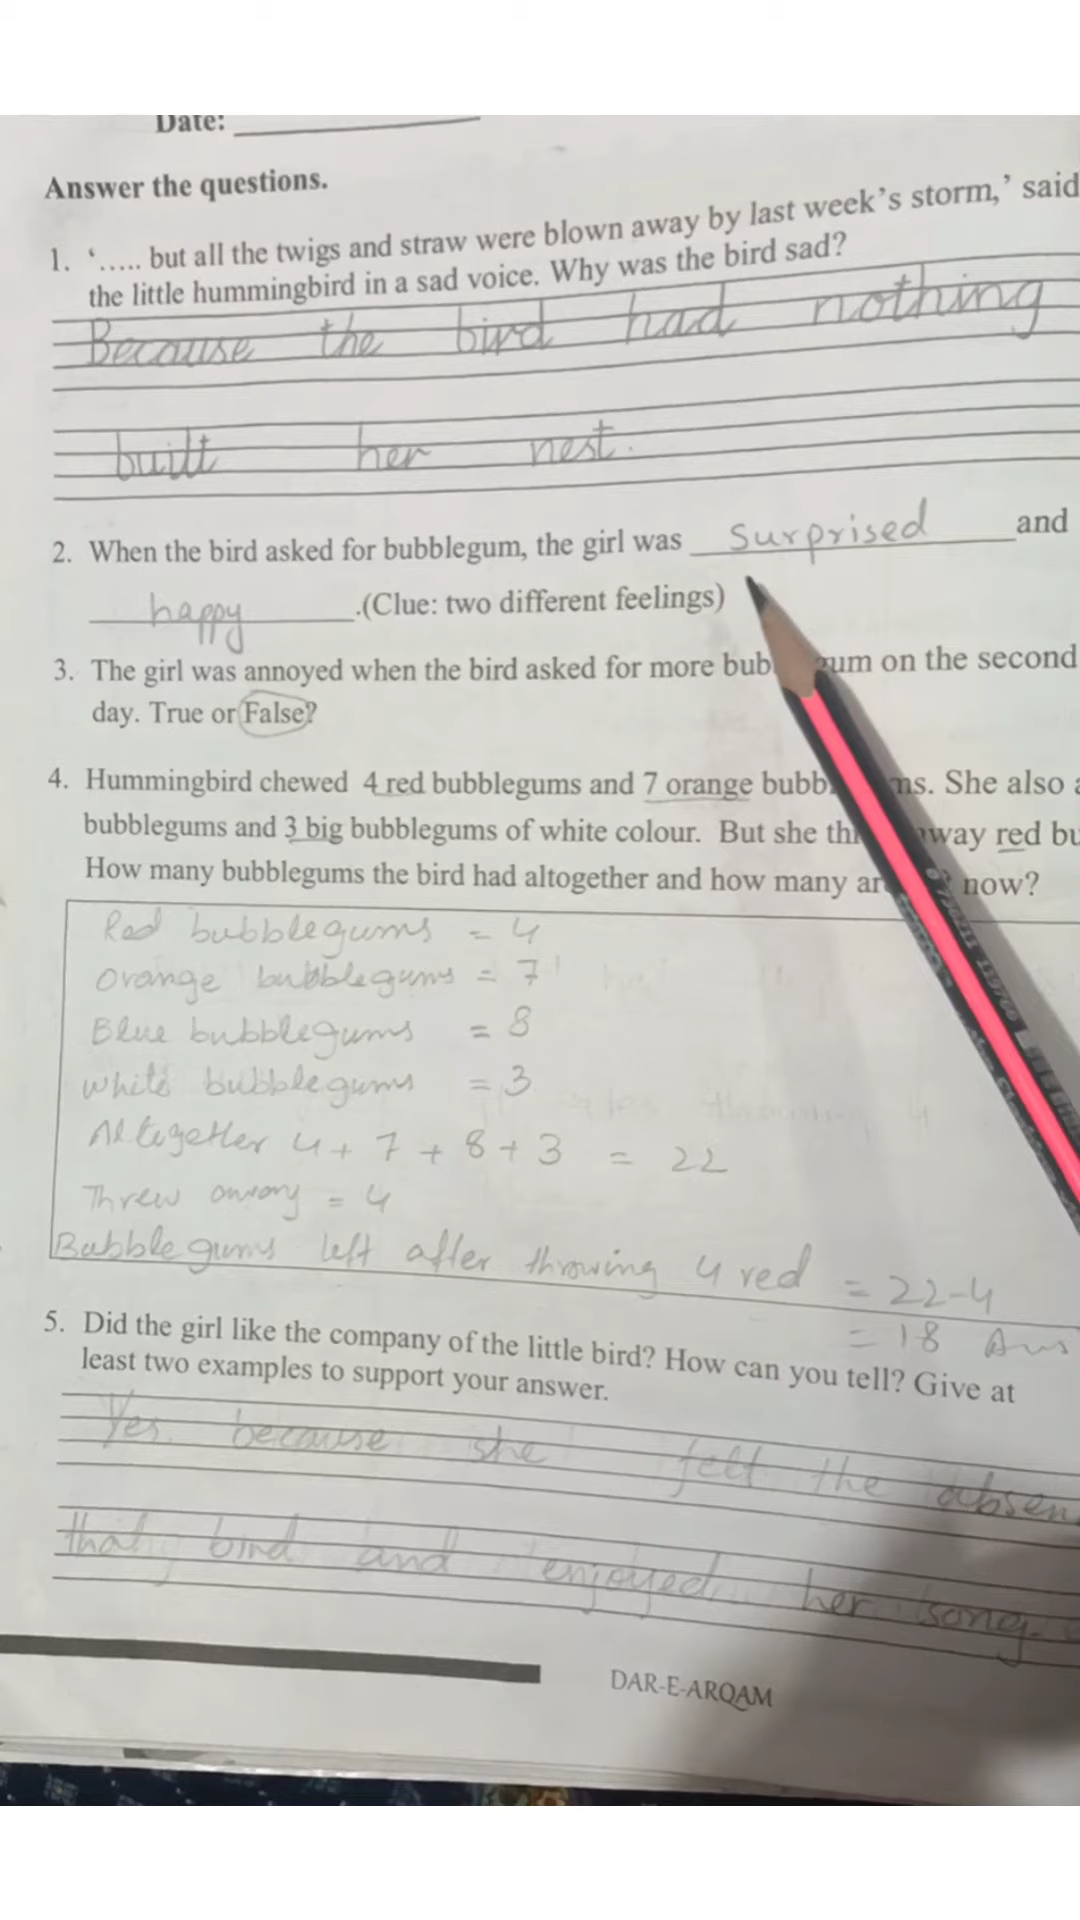 Date:
Answer the questions.
1. ‘..... but all the twigs and straw were blown away by last week’s storm,’ said
the little hummingbird in a sad voice. Why was the bird sad?
Because the bird had nothing
built her nest.
2. When the bird asked for bubblegum, the girl was surprised and
happy .(Clue: two different feelings)
3. The girl was annoyed when the bird asked for more bub gum on the second
day. True or False?
4. Hummingbird chewed 4 red bubblegums and 7 orange bubb ms. She also a
bubblegums and 3 big bubblegums of white colour. But she th way red bu
How many bubblegums the bird had altogether and how many ar now?
Red bubblegums = 4
Orange bubblegums = 7
Blue bubblegums = 8
White bubblegums = 3
Altogether 4 + 7 + 8 + 3 = 22
Threw away = 4
Bubblegums left after throwing 4 red = 22-4
= 18 Ans
5. Did the girl like the company of the little bird? How can you tell? Give at
least two examples to support your answer.
Yes because she felt the absen
that bird and enjoyed her song.
DAR-E-ARQAM